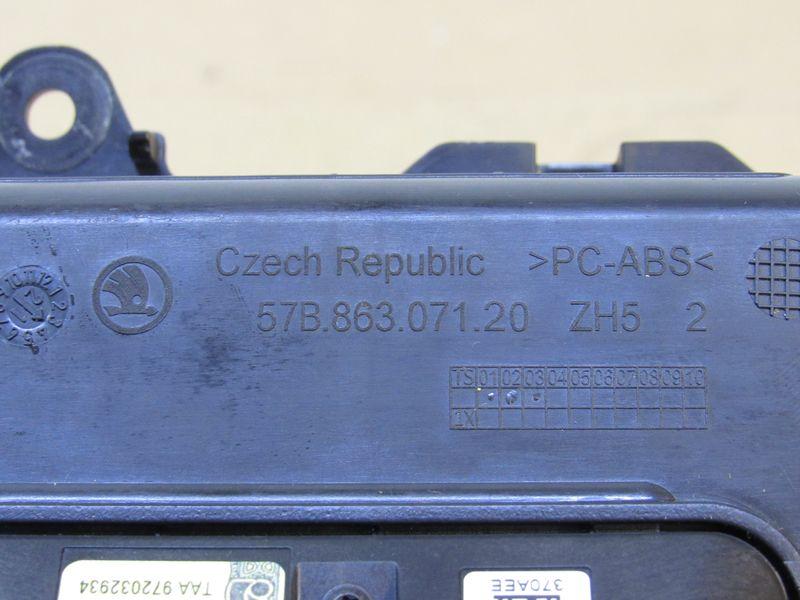 Czech Republic >PC-ABS<
57B.863.071.20 ZH5 2
TS 01 02 03 04 05 06 07 08 09 10
1X
TAA 972032934
370AEE